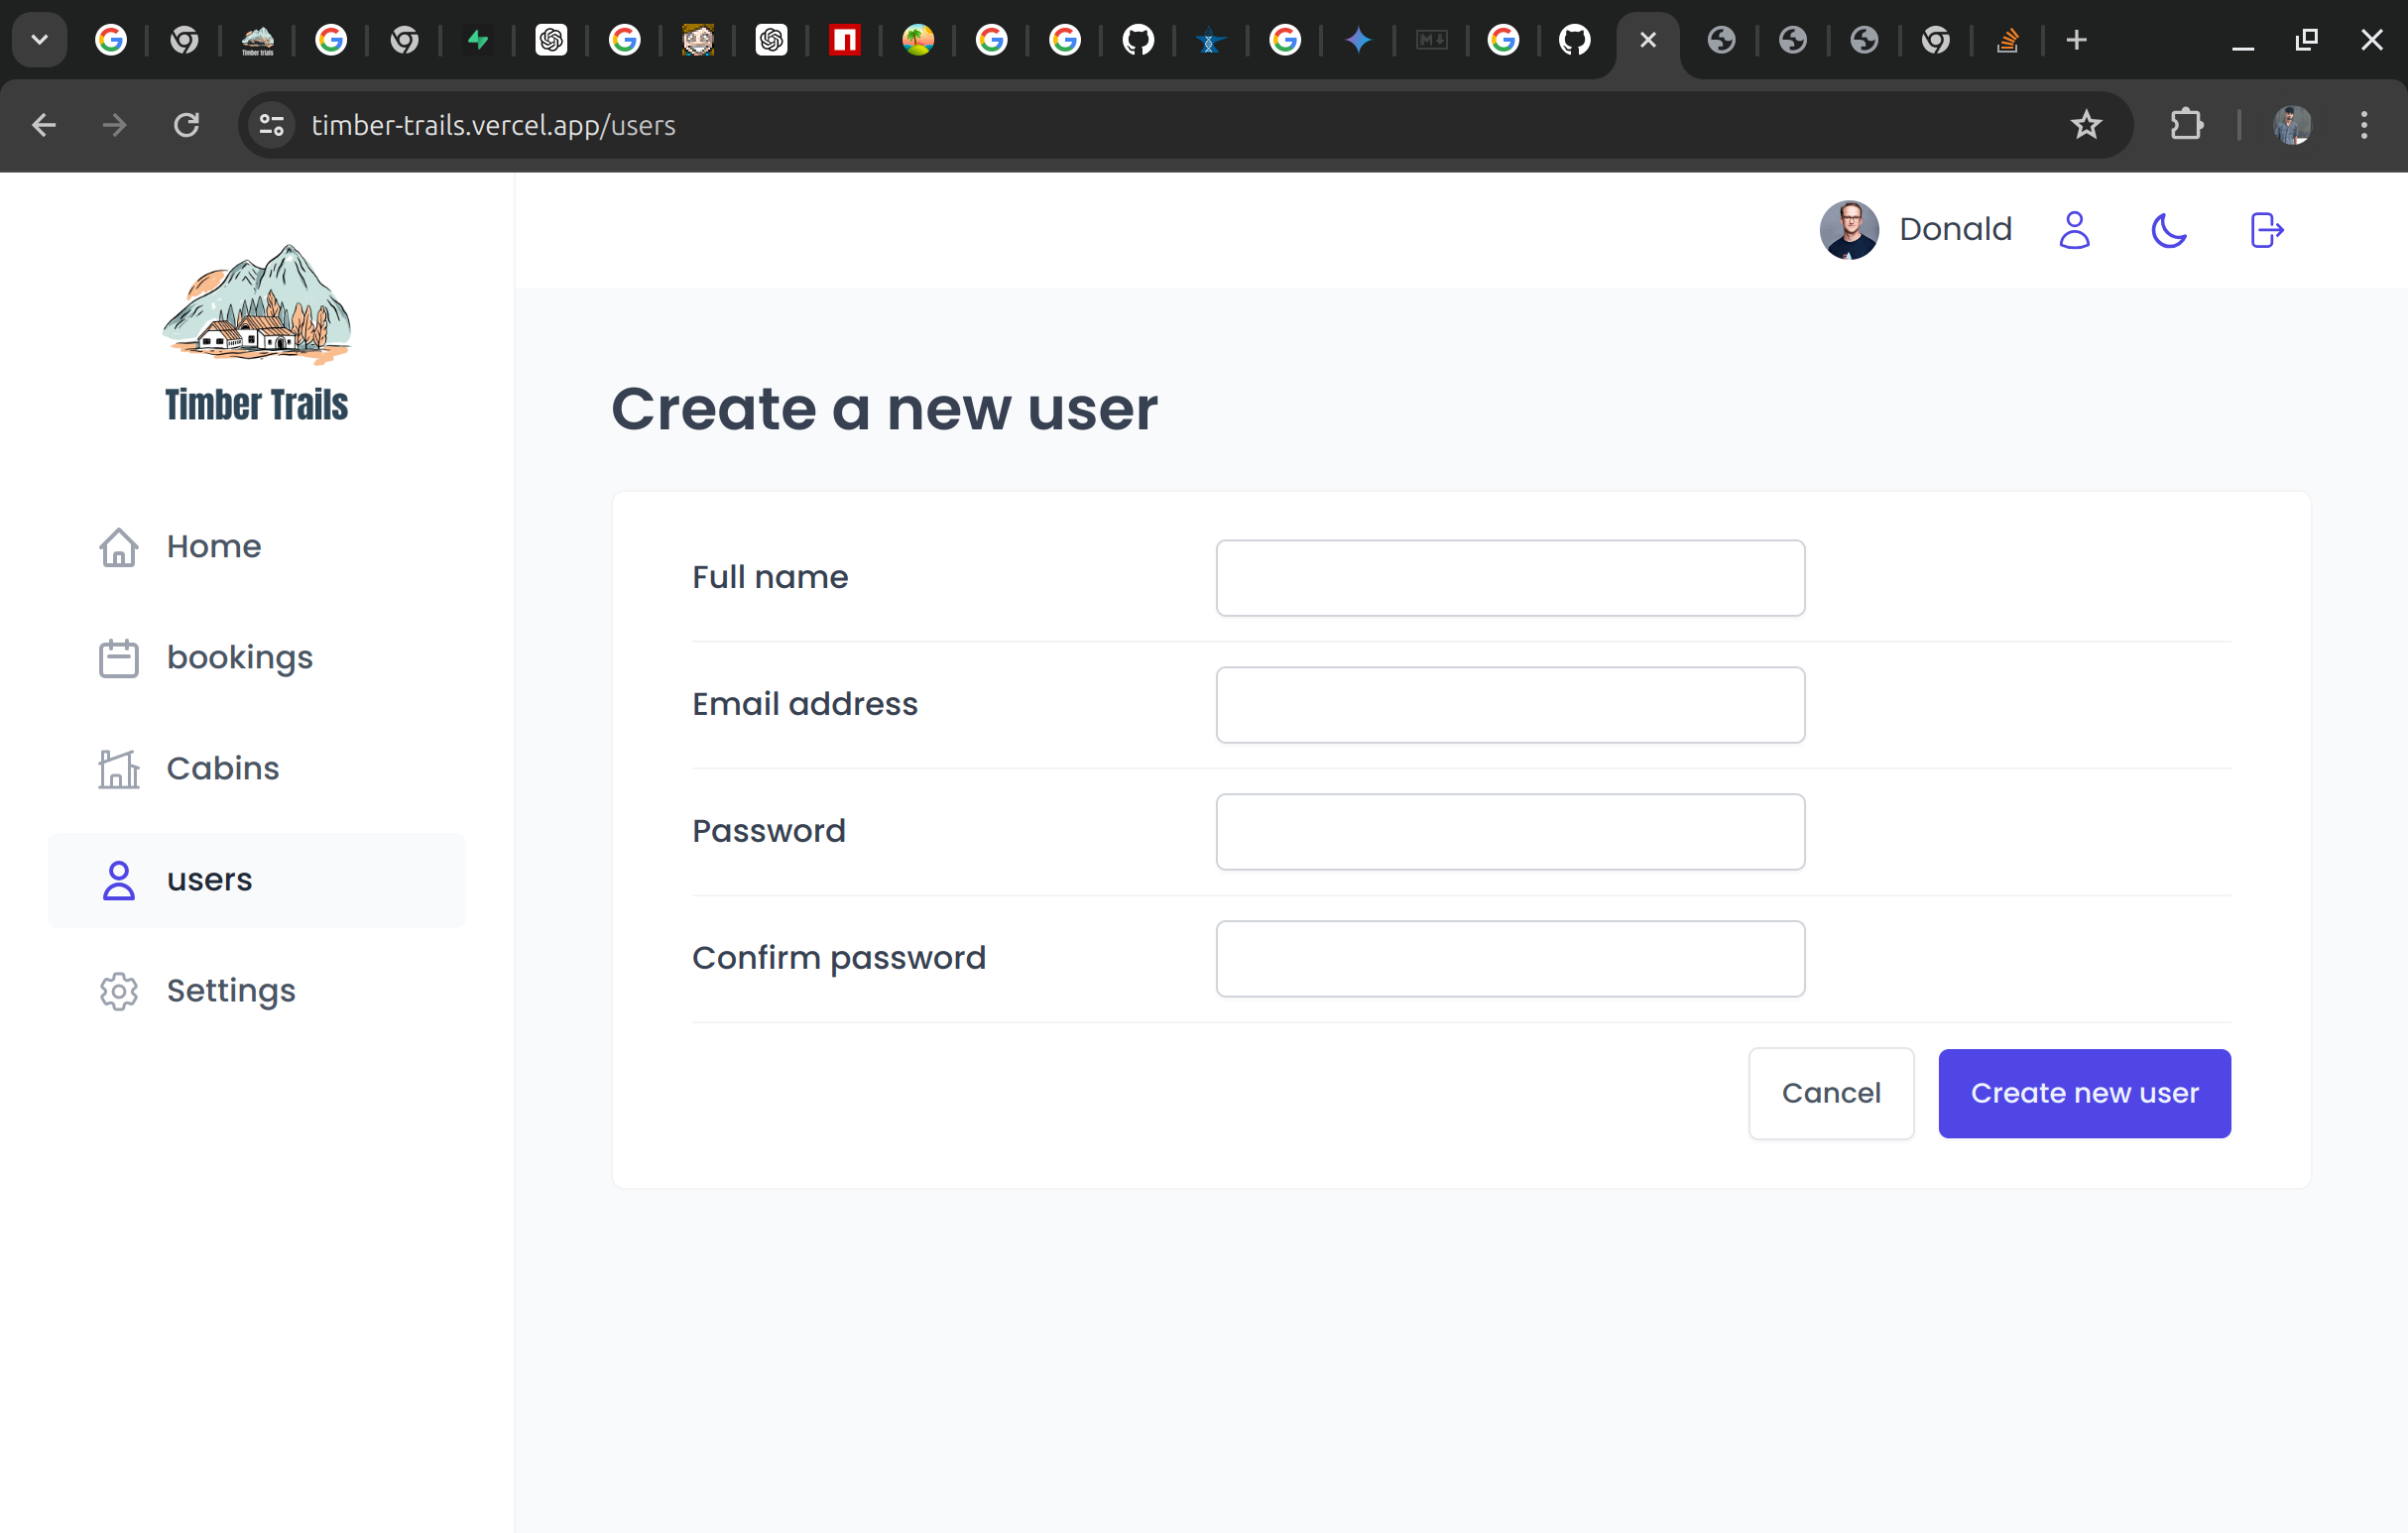 timber-trails.vercel.app/users
Donald
Timber Trails
Home
bookings
Cabins
users
Settings
Create a new user
Full name
Email address
Password
Confirm password
Cancel
Create new user